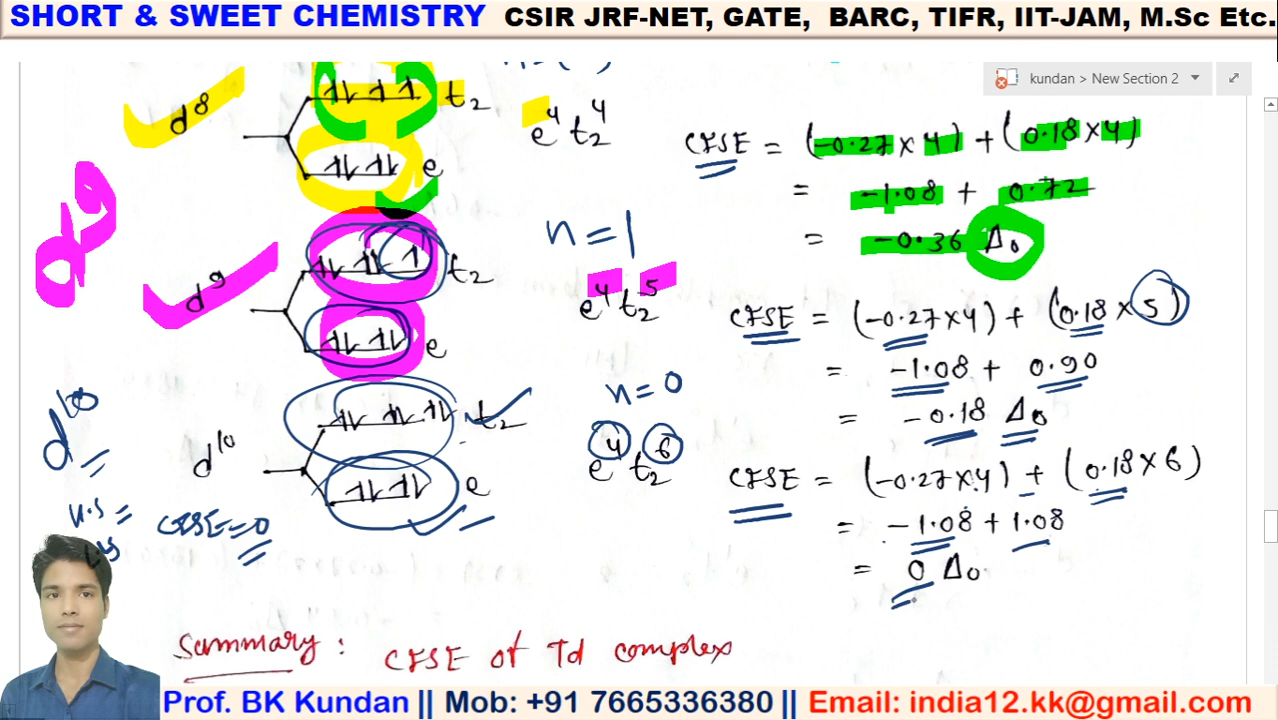 SHORT & SWEET CHEMISTRY CSIR JRF-NET, GATE, BARC, TIFR, IIT-JAM, M.Sc Etc.
kundan > New Section 2
d8
t2
e
e4 t2 4
CFSE = (-0.27 x 4) + (0.18 x 4)
= -1.08 + 0.72
= -0.36 Δo
d9
d9
t2
e
n = 1
e4 t2 5
CFSE = (-0.27 x 4) + (0.18 x 5)
= -1.08 + 0.90
= -0.18 Δo
d10
d10
t2
e
n = 0
e4 t2 6
CFSE = (-0.27 x 4) + (0.18 x 6)
= -1.08 + 1.08
= 0 Δo
CFSE = 0
Summary : CFSE of Td complex
Prof. BK Kundan || Mob: +91 7665336380 || Email: india12.kk@gmail.com